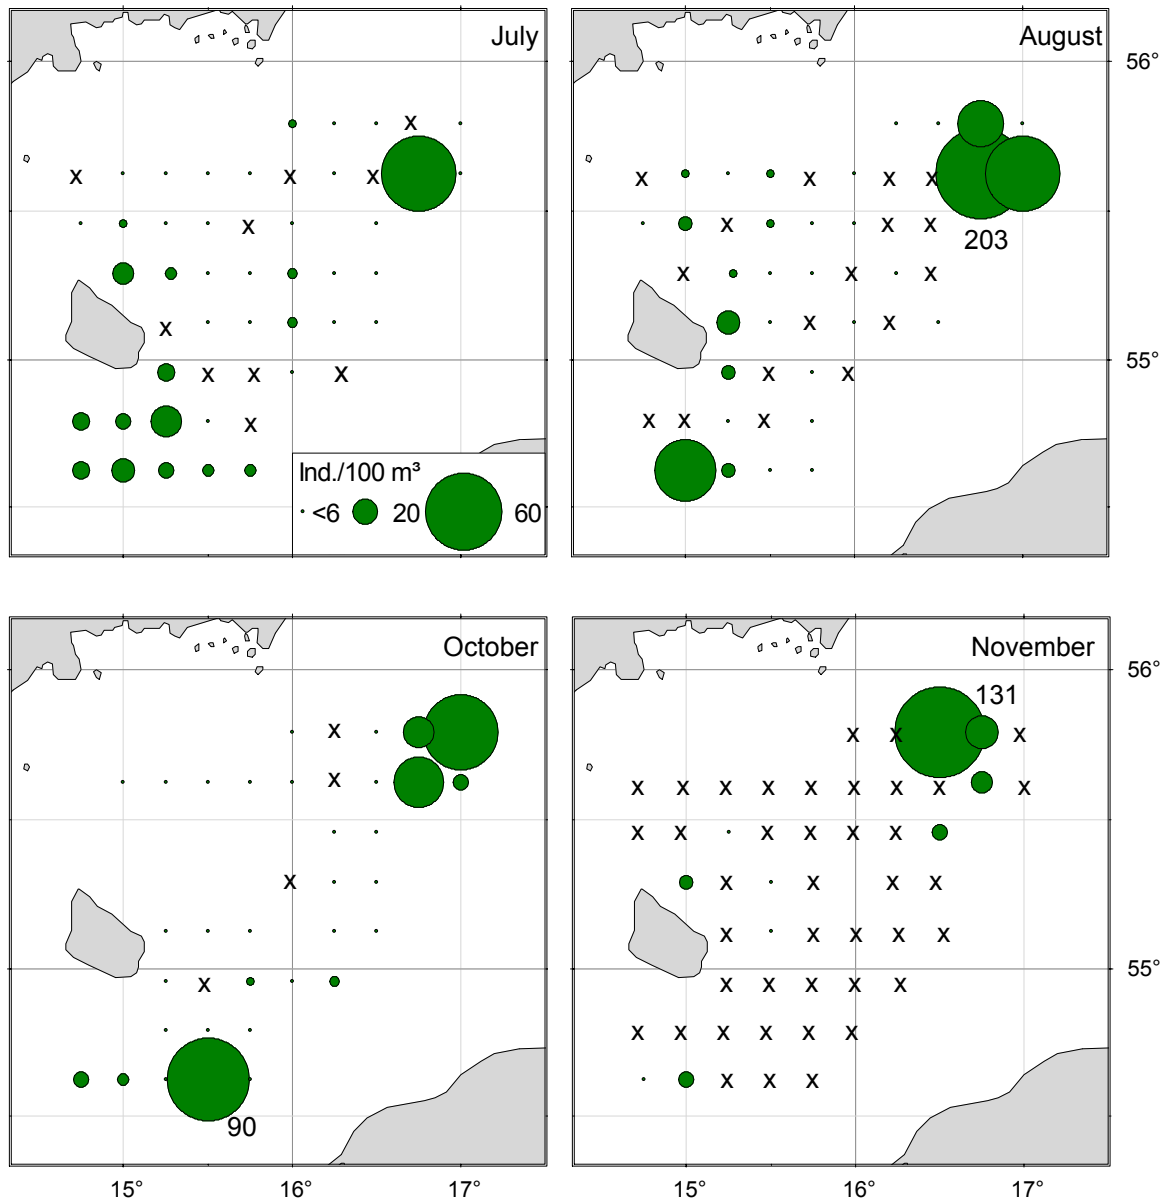 July
August
56°
x
x x x
x x x x x
x
x x x
203
x x x
x
x x
55°
x x x
x x
x
x x x
Ind./100 m³
<6 20 60
October
November
56°
131
x
x x x
x
x x x x x x x x x
x x x x x x
x
x x x x x
x x x x x
55°
x
x x x x x
x x x x x x
x x x
90
15° 16° 17°
15° 16° 17°